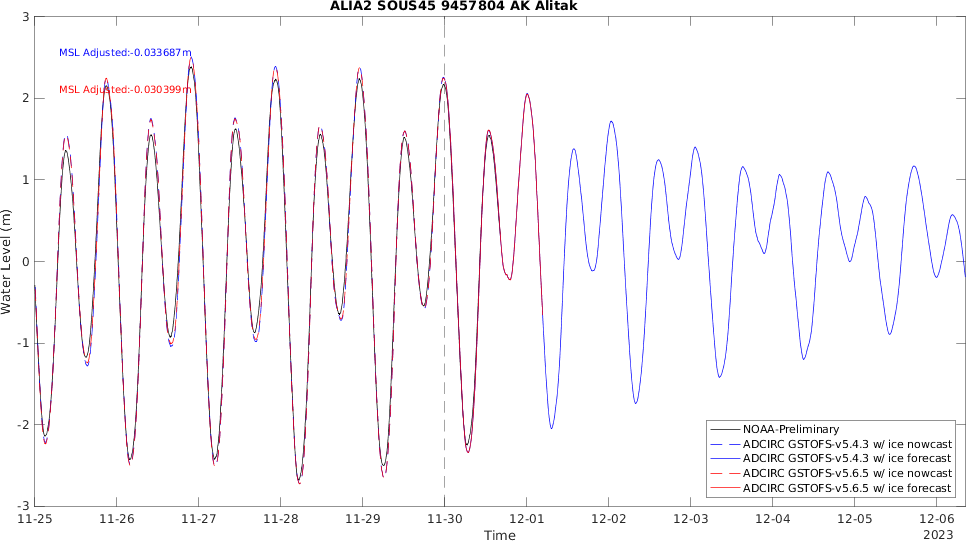 ALIA2 SOUS45 9457804 AK Alitak
MSL Adjusted:-0.033687m
MSL Adjusted:-0.030399m
3
2
1
0
-1
-2
-3
Water Level (m)
NOAA-Preliminary
ADCIRC GSTOFS-v5.4.3 w/ ice nowcast
ADCIRC GSTOFS-v5.4.3 w/ ice forecast
ADCIRC GSTOFS-v5.6.5 w/ ice nowcast
ADCIRC GSTOFS-v5.6.5 w/ ice forecast
11-25 11-26 11-27 11-28 11-29 11-30 12-01 12-02 12-03 12-04 12-05 12-06
Time
2023